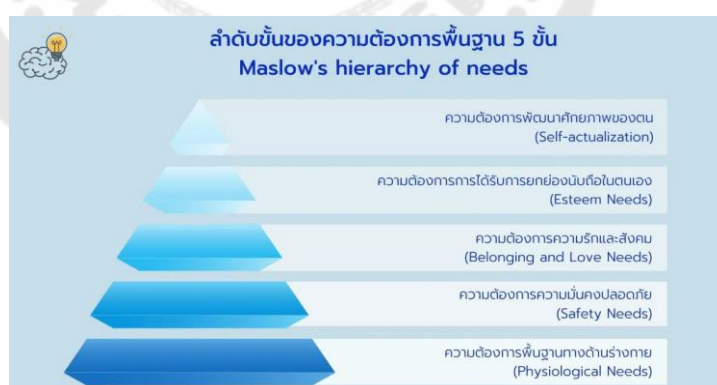 ลำดับขั้นของความต้องการพื้นฐาน 5 ขั้น
Maslow's hierarchy of needs
ความต้องการพัฒนาศักยภาพของตน
(Self-actualization)
ความต้องการการได้รับการยกย่องนับถือในตนเอง
(Esteem Needs)
ความต้องการความรักและสังคม
(Belonging and Love Needs)
ความต้องการความมั่นคงปลอดภัย
(Safety Needs)
ความต้องการพื้นฐานทางด้านร่างกาย
(Physiological Needs)